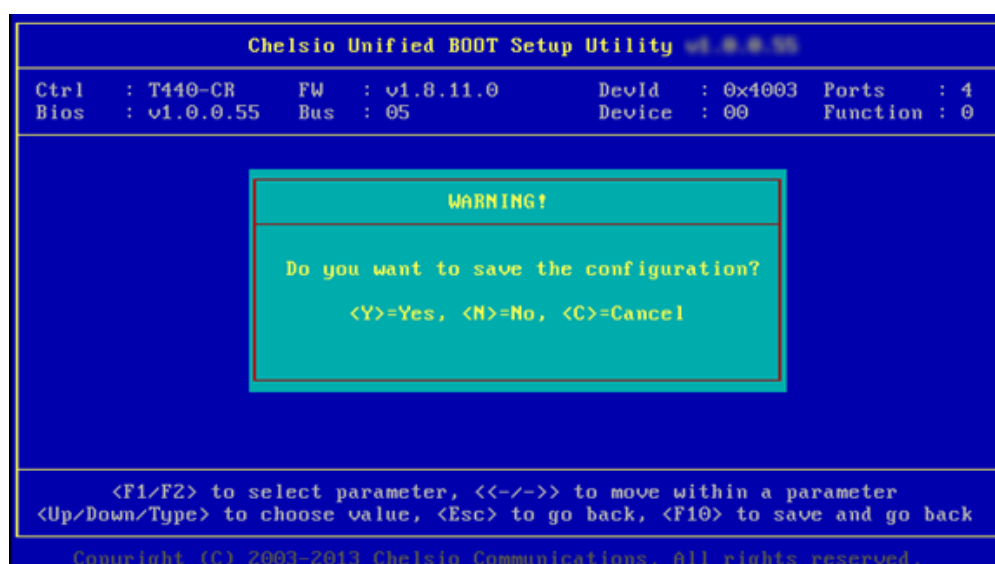 Chelsio Unified BOOT Setup Utility
Ctrl : T440-CR FW : v1.8.11.0 DevId : 0x4003 Ports : 4
Bios : v1.0.0.55 Bus : 05 Device : 00 Function : 0
WARNING!
Do you want to save the configuration?
<Y>=Yes, <N>=No, <C>=Cancel
<F1/F2> to select parameter, <<-/->> to move within a parameter
<Up/Down/Type> to choose value, <Esc> to go back, <F10> to save and go back
Copyright (C) 2003-2013 Chelsio Communications. All rights reserved.